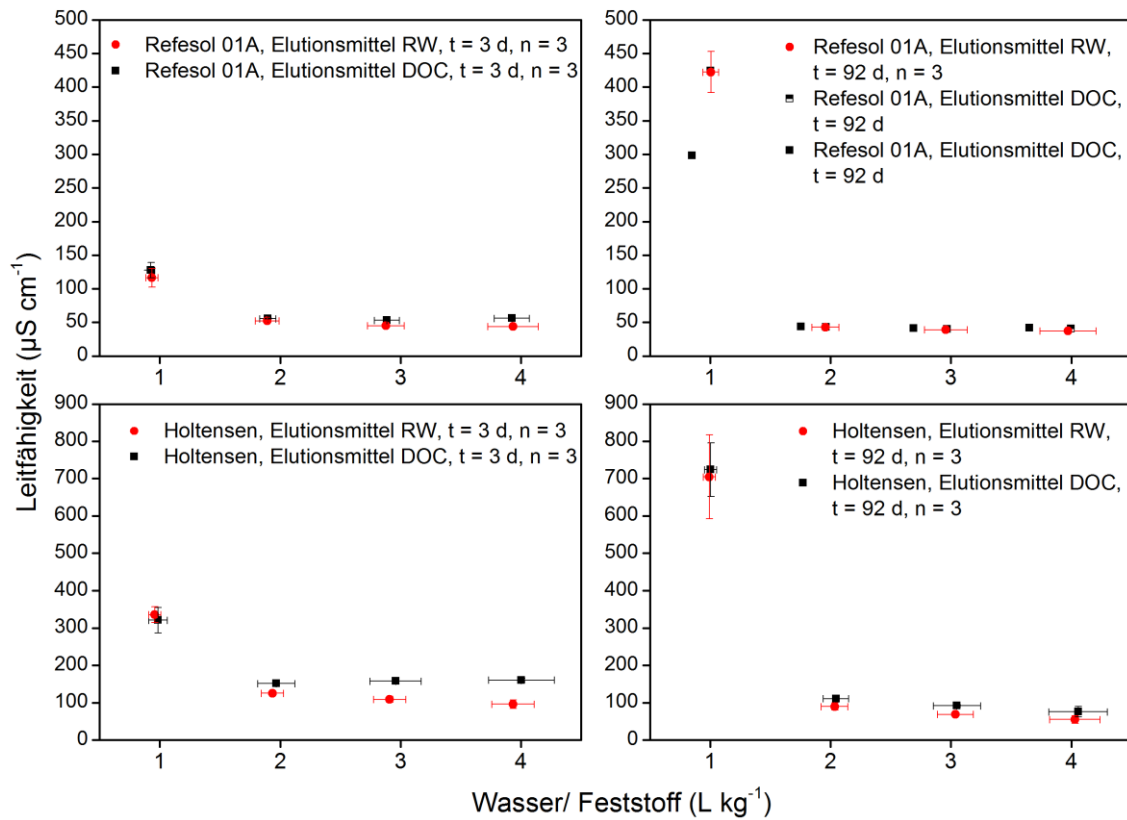 Leitfähigkeit (µS cm⁻¹)
500
450
400
350
300
250
200
150
100
50
0
Refesol 01A, Elutionsmittel RW, t = 3 d, n = 3
Refesol 01A, Elutionsmittel DOC, t = 3 d, n = 3
1 2 3 4
500
450
400
350
300
250
200
150
100
50
0
Refesol 01A, Elutionsmittel RW,
t = 92 d, n = 3
Refesol 01A, Elutionsmittel DOC,
t = 92 d
Refesol 01A, Elutionsmittel DOC,
t = 92 d
1 2 3 4
900
800
700
600
500
400
300
200
100
0
Holtensen, Elutionsmittel RW, t = 3 d, n = 3
Holtensen, Elutionsmittel DOC, t = 3 d, n = 3
1 2 3 4
900
800
700
600
500
400
300
200
100
0
Holtensen, Elutionsmittel RW,
t = 92 d, n = 3
Holtensen, Elutionsmittel DOC,
t = 92 d, n = 3
1 2 3 4
Wasser/ Feststoff (L kg⁻¹)